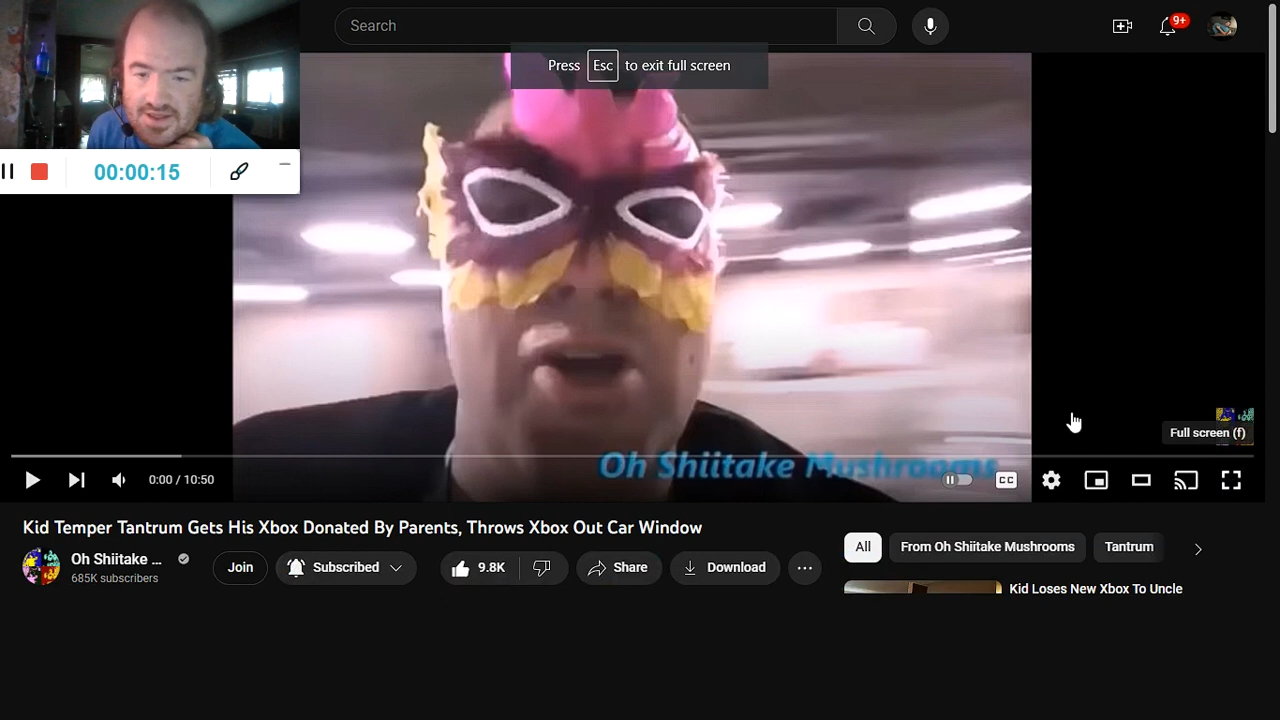 Search
9+
Press Esc to exit full screen
00:00:15
Oh Shiitake Mushrooms
Full screen (f)
0:00 / 10:50
CC
Kid Temper Tantrum Gets His Xbox Donated By Parents, Throws Xbox Out Car Window
Oh Shiitake ...
685K subscribers
Join
Subscribed
9.8K
Share
Download
All
From Oh Shiitake Mushrooms
Tantrum
Kid Loses New Xbox To Uncle